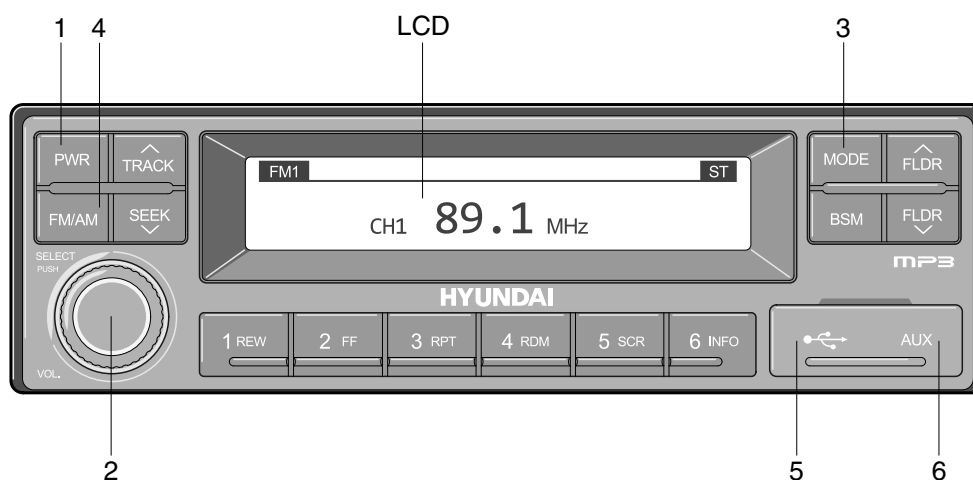 1 4 LCD 3
PWR TRACK
FM/AM SEEK
SELECT
PUSH
VOL.
FM1 ST
CH1 89.1 MHz
MODE FLDR
BSM FLDR
MP3
HYUNDAI
1 REW 2 FF 3 RPT 4 RDM 5 SCR 6 INFO
AUX
2 5 6